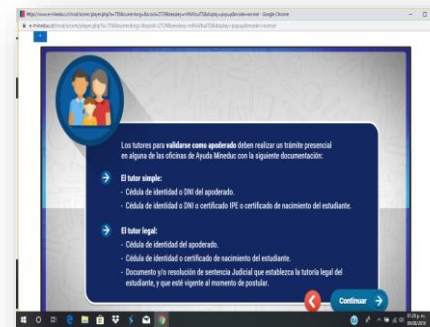 Los tutores para validarse como apoderado deben realizar un trámite presencial
en alguna de las oficinas de Ayuda Mineduc con la siguiente documentación:
El tutor simple:
- Cédula de identidad o DNI del apoderado.
- Cédula de identidad o DNI o certificado IPE o certificado de nacimiento del estudiante.
El tutor legal:
- Cédula de identidad del apoderado.
- Cédula de identidad o certificado de nacimiento del estudiante.
- Documento y/o resolución de sentencia Judicial que establezca la tutoría legal del
estudiante, y que esté vigente al momento de postular.
Continuar